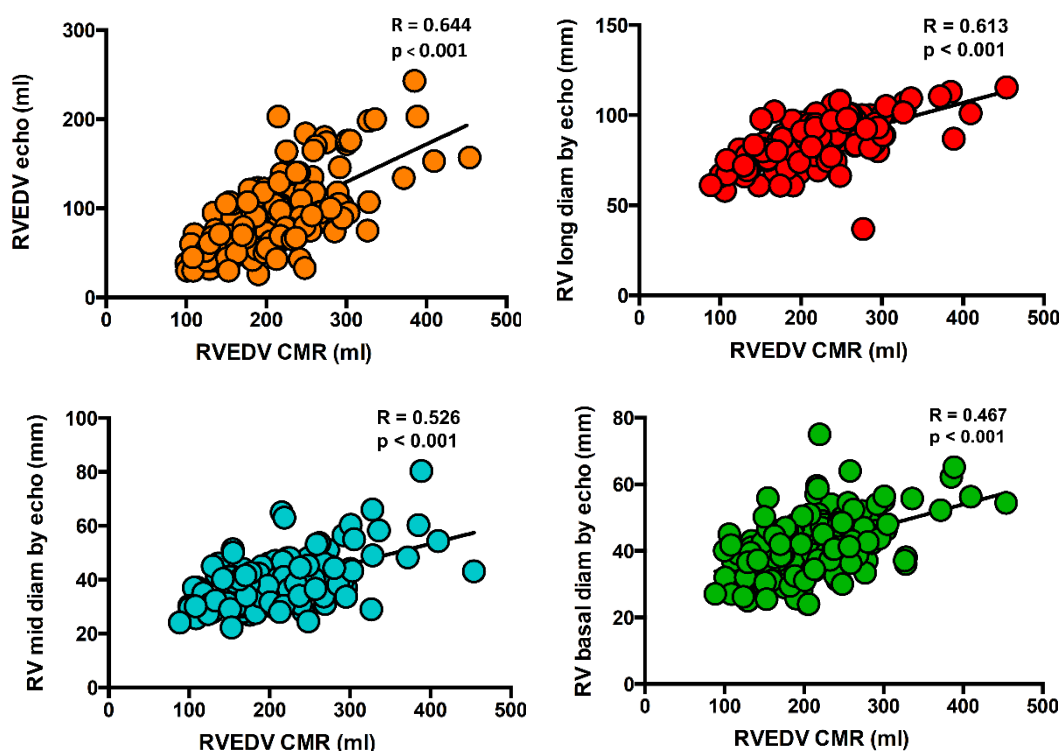 R = 0.644
p < 0.001
RVEDV echo (ml)
300
200
100
0
0 100 200 300 400 500
RVEDV CMR (ml)
R = 0.613
p < 0.001
RV long diam by echo (mm)
150
100
50
0
0 100 200 300 400 500
RVEDV CMR (ml)
R = 0.526
p < 0.001
RV mid diam by echo (mm)
100
80
60
40
20
0
0 100 200 300 400 500
RVEDV CMR (ml)
R = 0.467
p < 0.001
RV basal diam by echo (mm)
80
60
40
20
0
0 100 200 300 400 500
RVEDV CMR (ml)